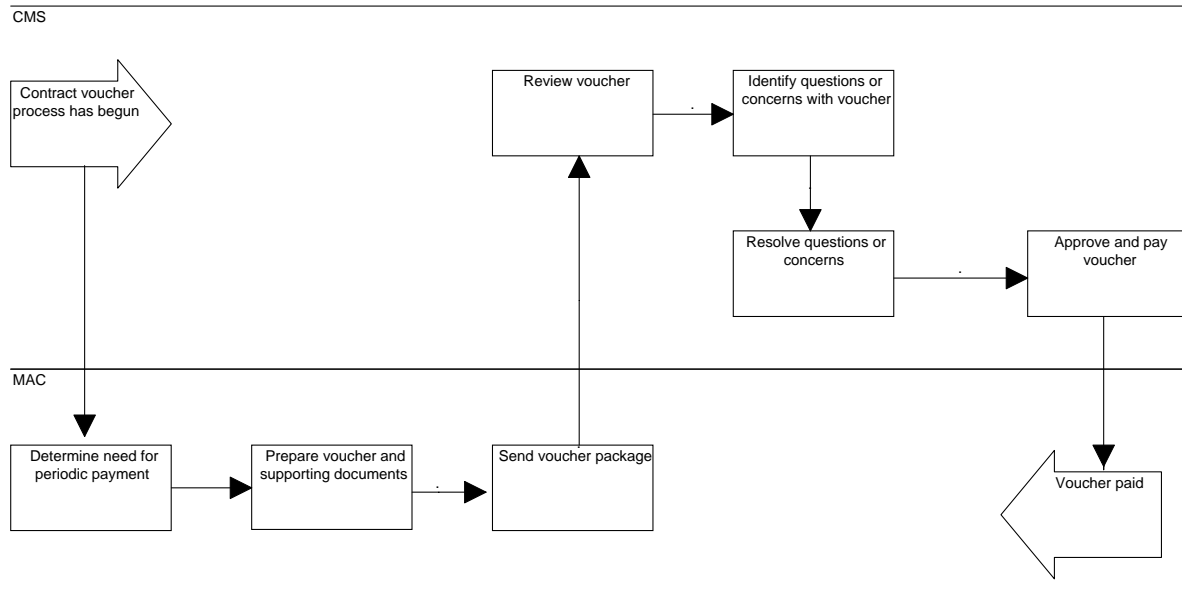 CMS
Contract voucher
process has begun
Review voucher
Identify questions or
concerns with voucher
Resolve questions or
concerns
Approve and pay
voucher
MAC
Determine need for
periodic payment
Prepare voucher and
supporting documents
Send voucher package
Voucher paid